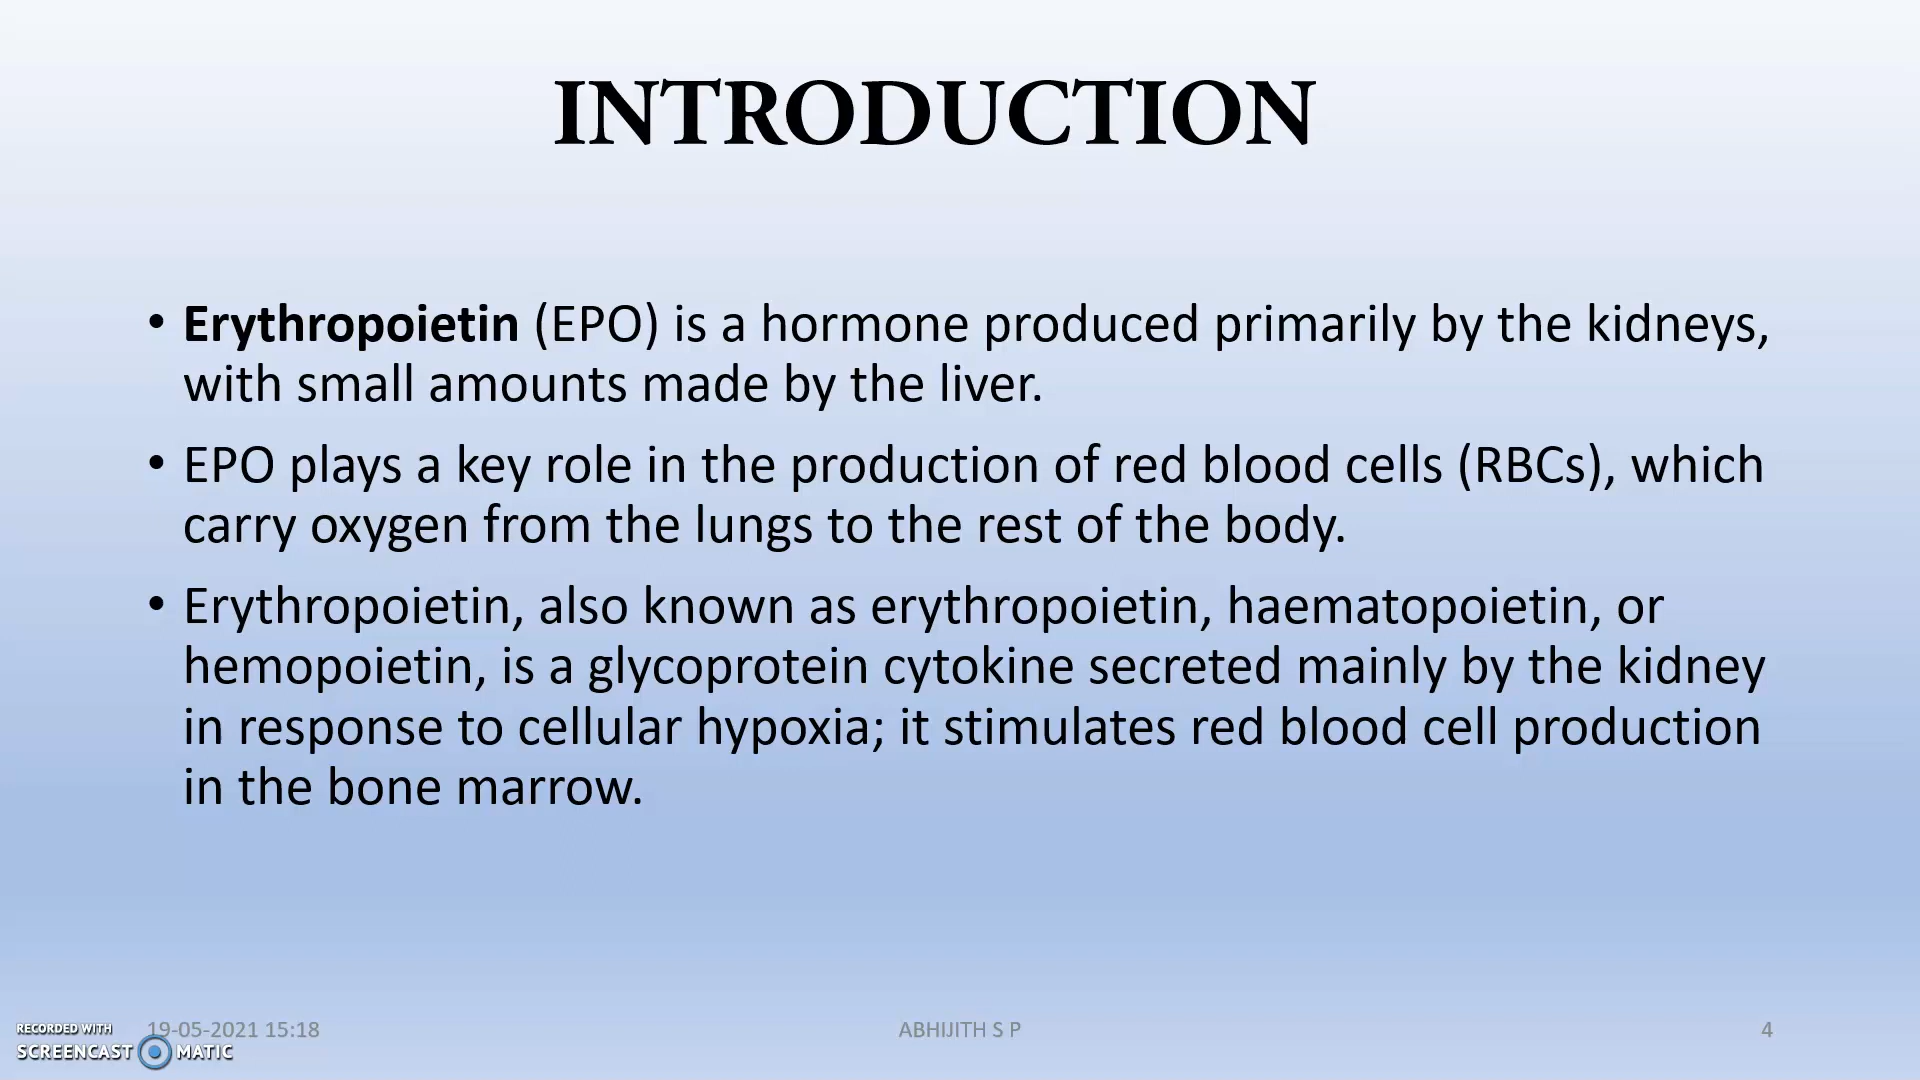 INTRODUCTION
• Erythropoietin (EPO) is a hormone produced primarily by the kidneys,
with small amounts made by the liver.
• EPO plays a key role in the production of red blood cells (RBCs), which
carry oxygen from the lungs to the rest of the body.
• Erythropoietin, also known as erythropoietin, haematopoietin, or
hemopoietin, is a glycoprotein cytokine secreted mainly by the kidney
in response to cellular hypoxia; it stimulates red blood cell production
in the bone marrow.
19-05-2021 15:18
ABHIJITH S P
4
RECORDED WITH
SCREENCAST MATIC